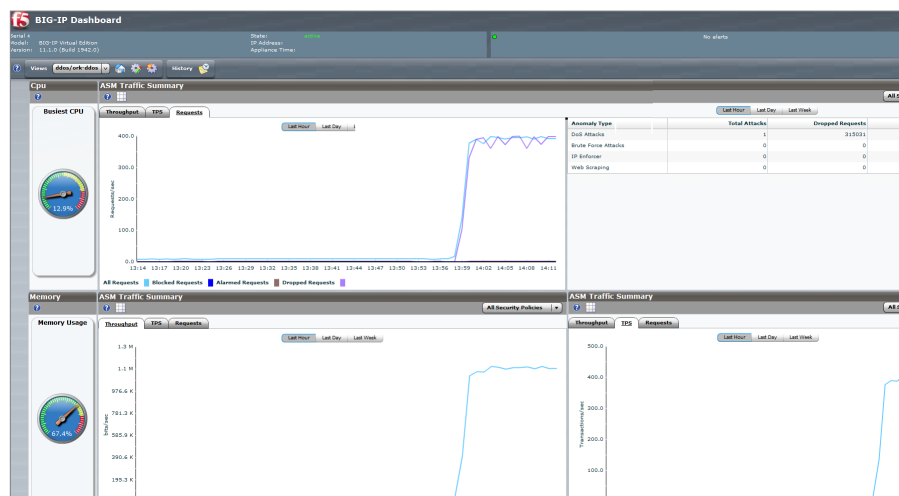 f5 BIG-IP Dashboard
Serial #
Model: BIG-IP Virtual Edition
Version: 11.1.0 (Build 1942.0)
State: active
IP Address:
Appliance Time:
No alerts
Views ddos/ork-ddos History
Cpu
Busiest CPU
12.9%
ASM Traffic Summary
All S
Throughput TPS Requests
Last Hour Last Day L
400.0
300.0
200.0
100.0
0.0
Requests/sec
13:14 13:17 13:20 13:23 13:26 13:29 13:32 13:35 13:38 13:41 13:44 13:47 13:50 13:53 13:56 13:59 14:02 14:05 14:08 14:11
All Requests Blocked Requests Alarmed Requests Dropped Requests
Last Hour Last Day Last Week
Anomaly Type Total Attacks Dropped Requests
DoS Attacks 1 315031
Brute Force Attacks 0 0
IP Enforcer 0 0
Web Scraping 0 0
Memory
Memory Usage
67.4%
ASM Traffic Summary
All Security Policies
Throughput TPS Requests
Last Hour Last Day Last Week
1.3 M
1.1 M
976.6 K
781.3 K
585.9 K
390.6 K
195.3 K
bits/sec
ASM Traffic Summary
All S
Throughput TPS Requests
Last Hour Last Day Last Week
500.0
400.0
300.0
200.0
100.0
Transactions/sec